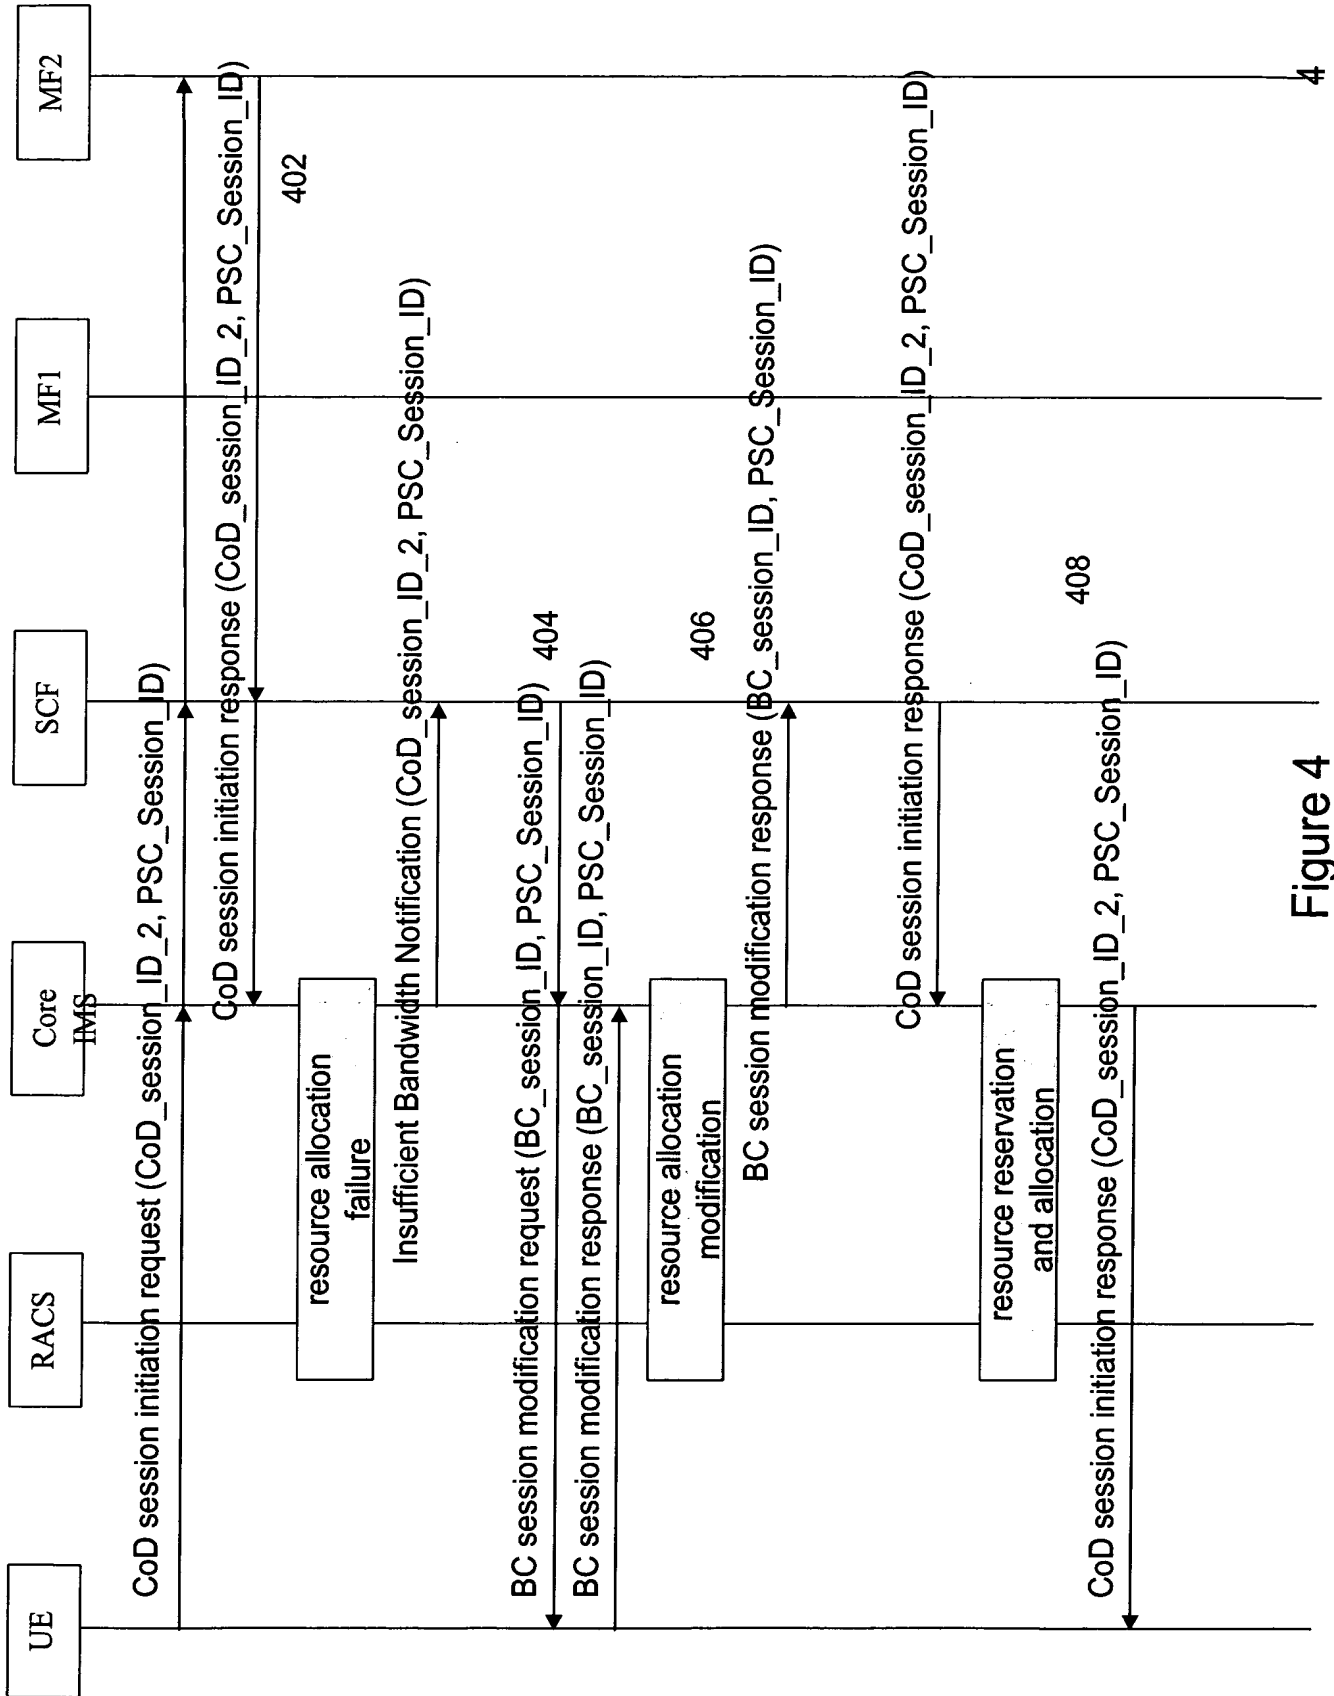 UE
RACS
Core
IMS
SCF
MF1
MF2
CoD session initiation request (CoD_session_ID_2, PSC_Session_ID)
CoD session initiation response (CoD_session_ID_2, PSC_Session_ID)
402
resource allocation
failure
Insufficient Bandwidth Notification (CoD_session_ID_2, PSC_Session_ID)
BC session modification request (BC_session_ID, PSC_Session_ID)
404
BC session modification response (BC_session_ID, PSC_Session_ID)
resource allocation
modification
406
BC session modification response (BC_session_ID, PSC_Session_ID)
CoD session initiation response (CoD_session_ID_2, PSC_Session_ID)
resource reservation
and allocation
408
CoD session initiation response (CoD_session_ID_2, PSC_Session_ID)
Figure 4
4